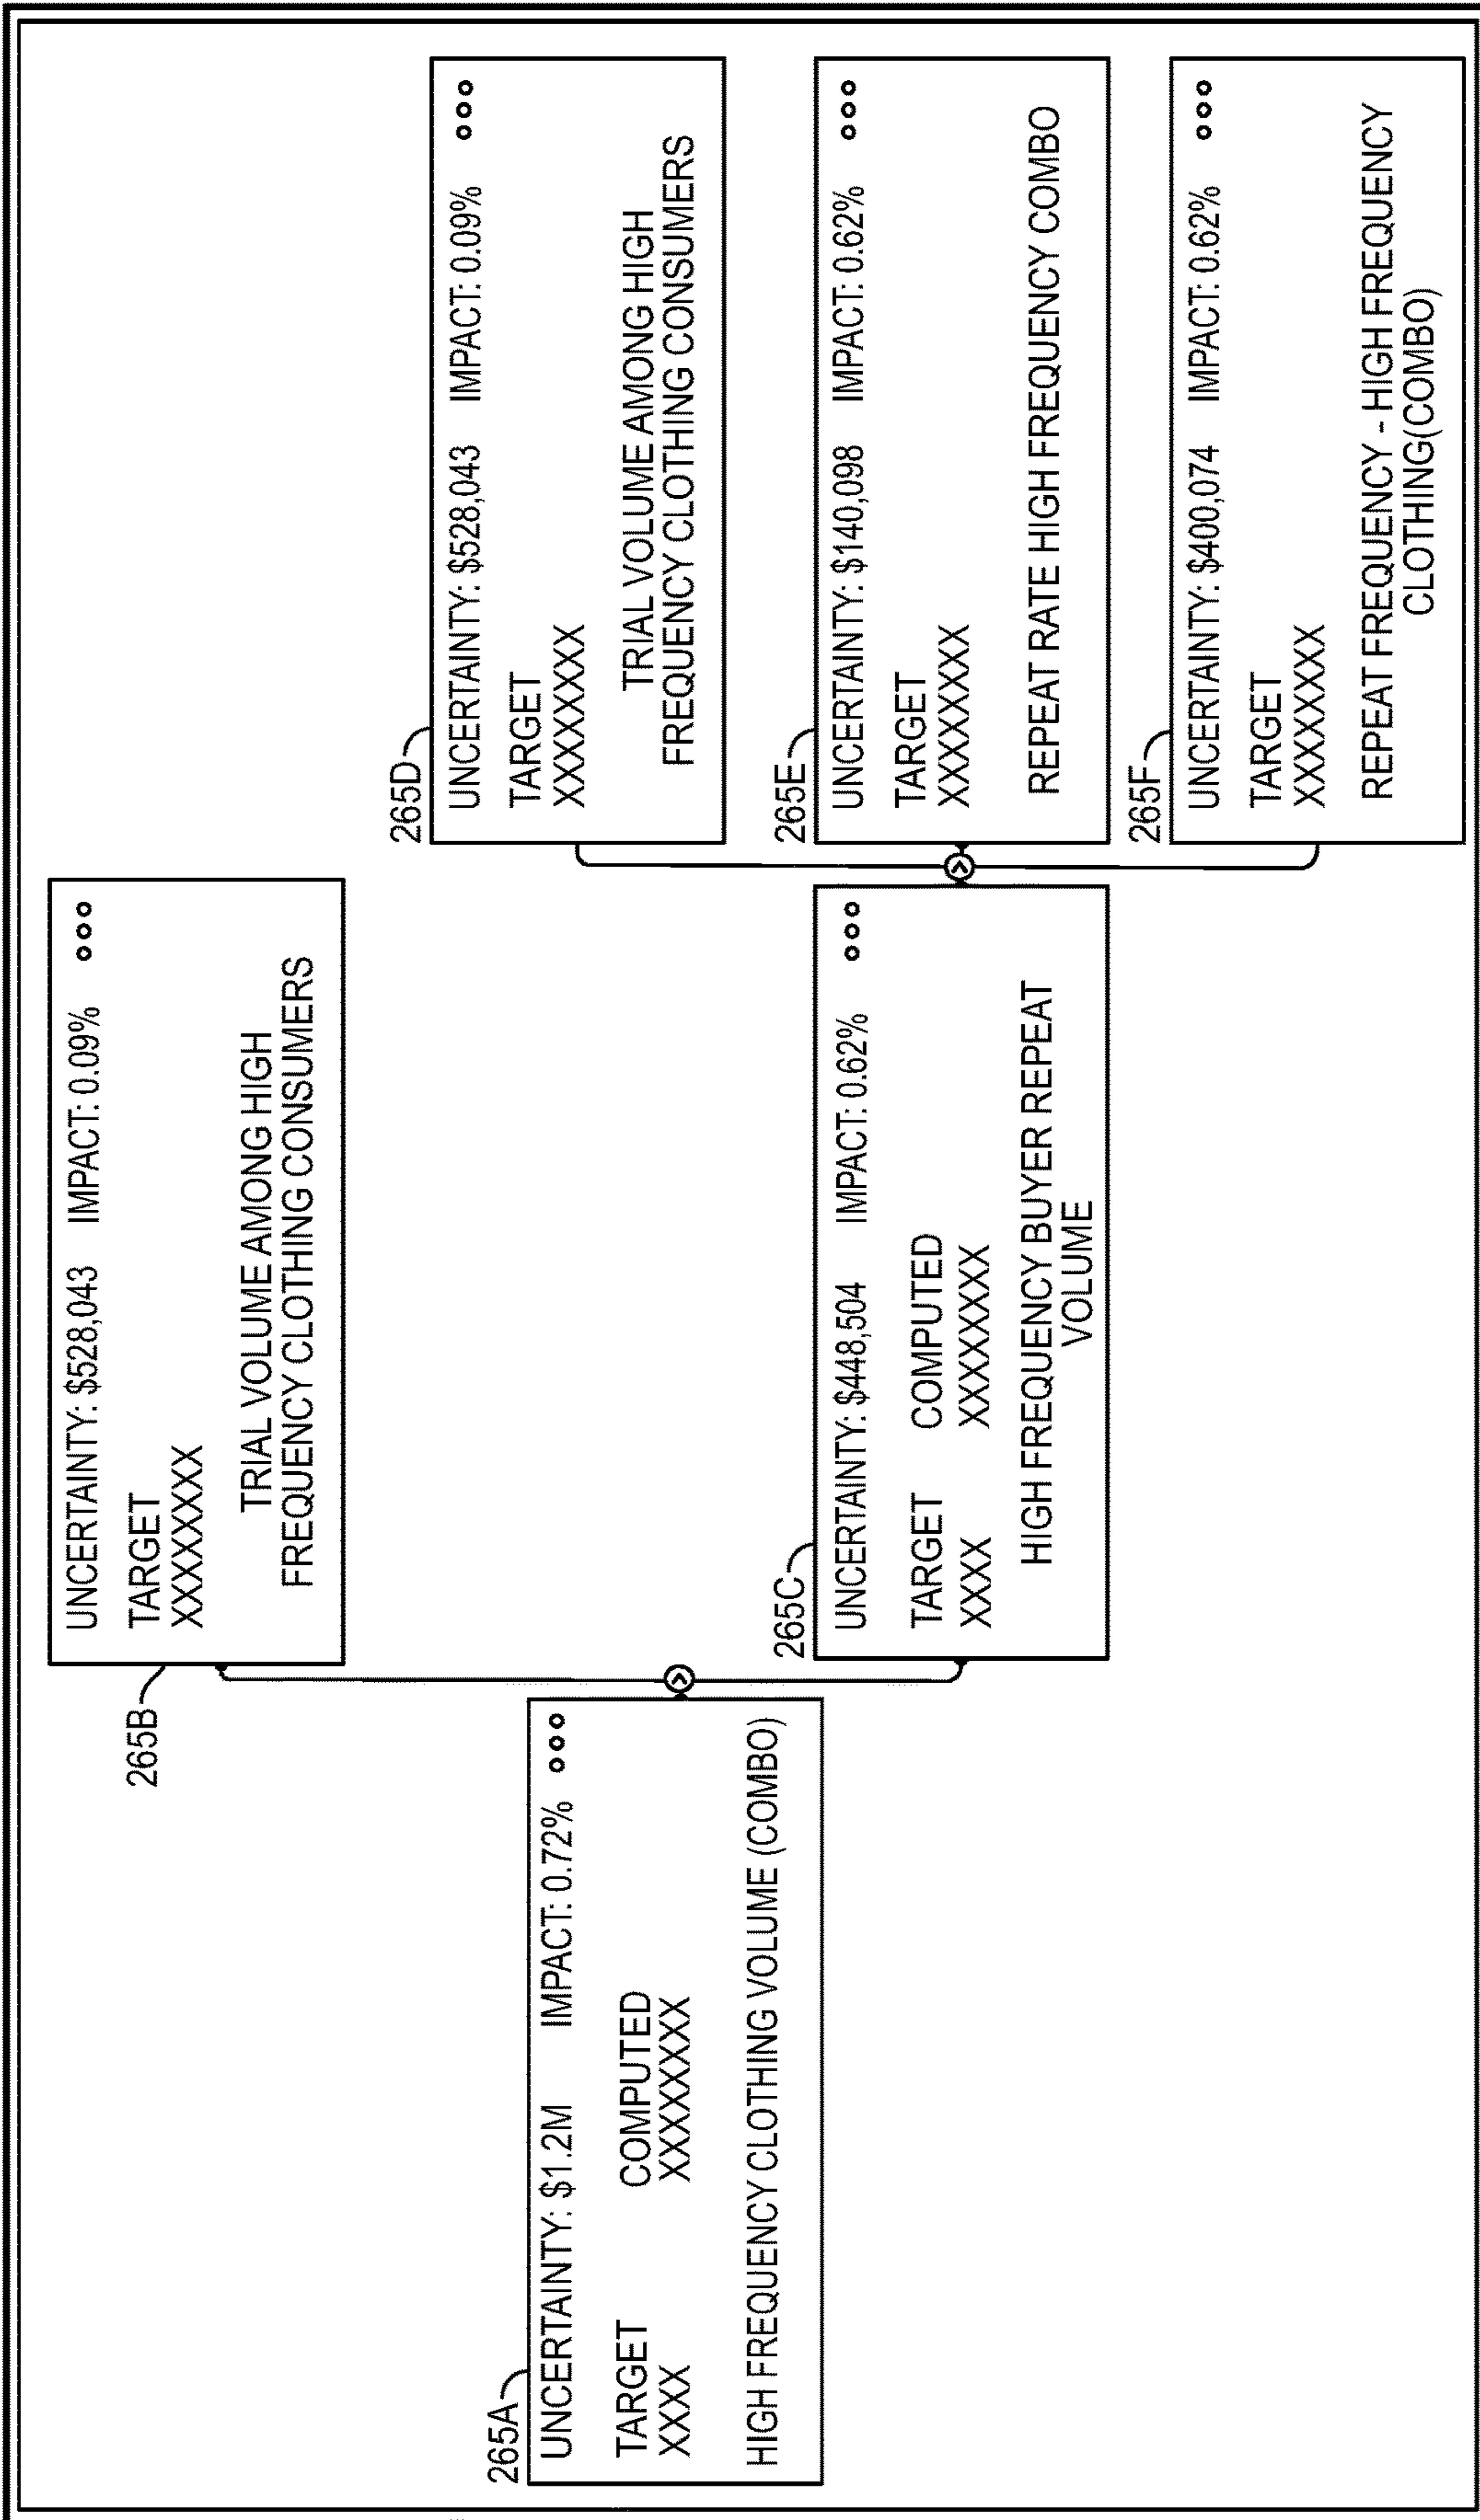 265A
UNCERTAINTY: $1.2M IMPACT: 0.72%
TARGET COMPUTED
XXXX XXXXXXXX
HIGH FREQUENCY CLOTHING VOLUME (COMBO)
265B
UNCERTAINTY: $528,043 IMPACT: 0.09%
TARGET
XXXXXXXX
TRIAL VOLUME AMONG HIGH
FREQUENCY CLOTHING CONSUMERS
265C
UNCERTAINTY: $448,504 IMPACT: 0.62%
TARGET COMPUTED
XXXX XXXXXXXX
HIGH FREQUENCY BUYER REPEAT
VOLUME
265D
UNCERTAINTY: $528,043 IMPACT: 0.09%
TARGET
XXXXXXXX
TRIAL VOLUME AMONG HIGH
FREQUENCY CLOTHING CONSUMERS
265E
UNCERTAINTY: $140,098 IMPACT: 0.62%
TARGET
XXXXXXXX
REPEAT RATE HIGH FREQUENCY COMBO
265F
UNCERTAINTY: $400,074 IMPACT: 0.62%
TARGET
XXXXXXXX
REPEAT FREQUENCY - HIGH FREQUENCY
CLOTHING(COMBO)